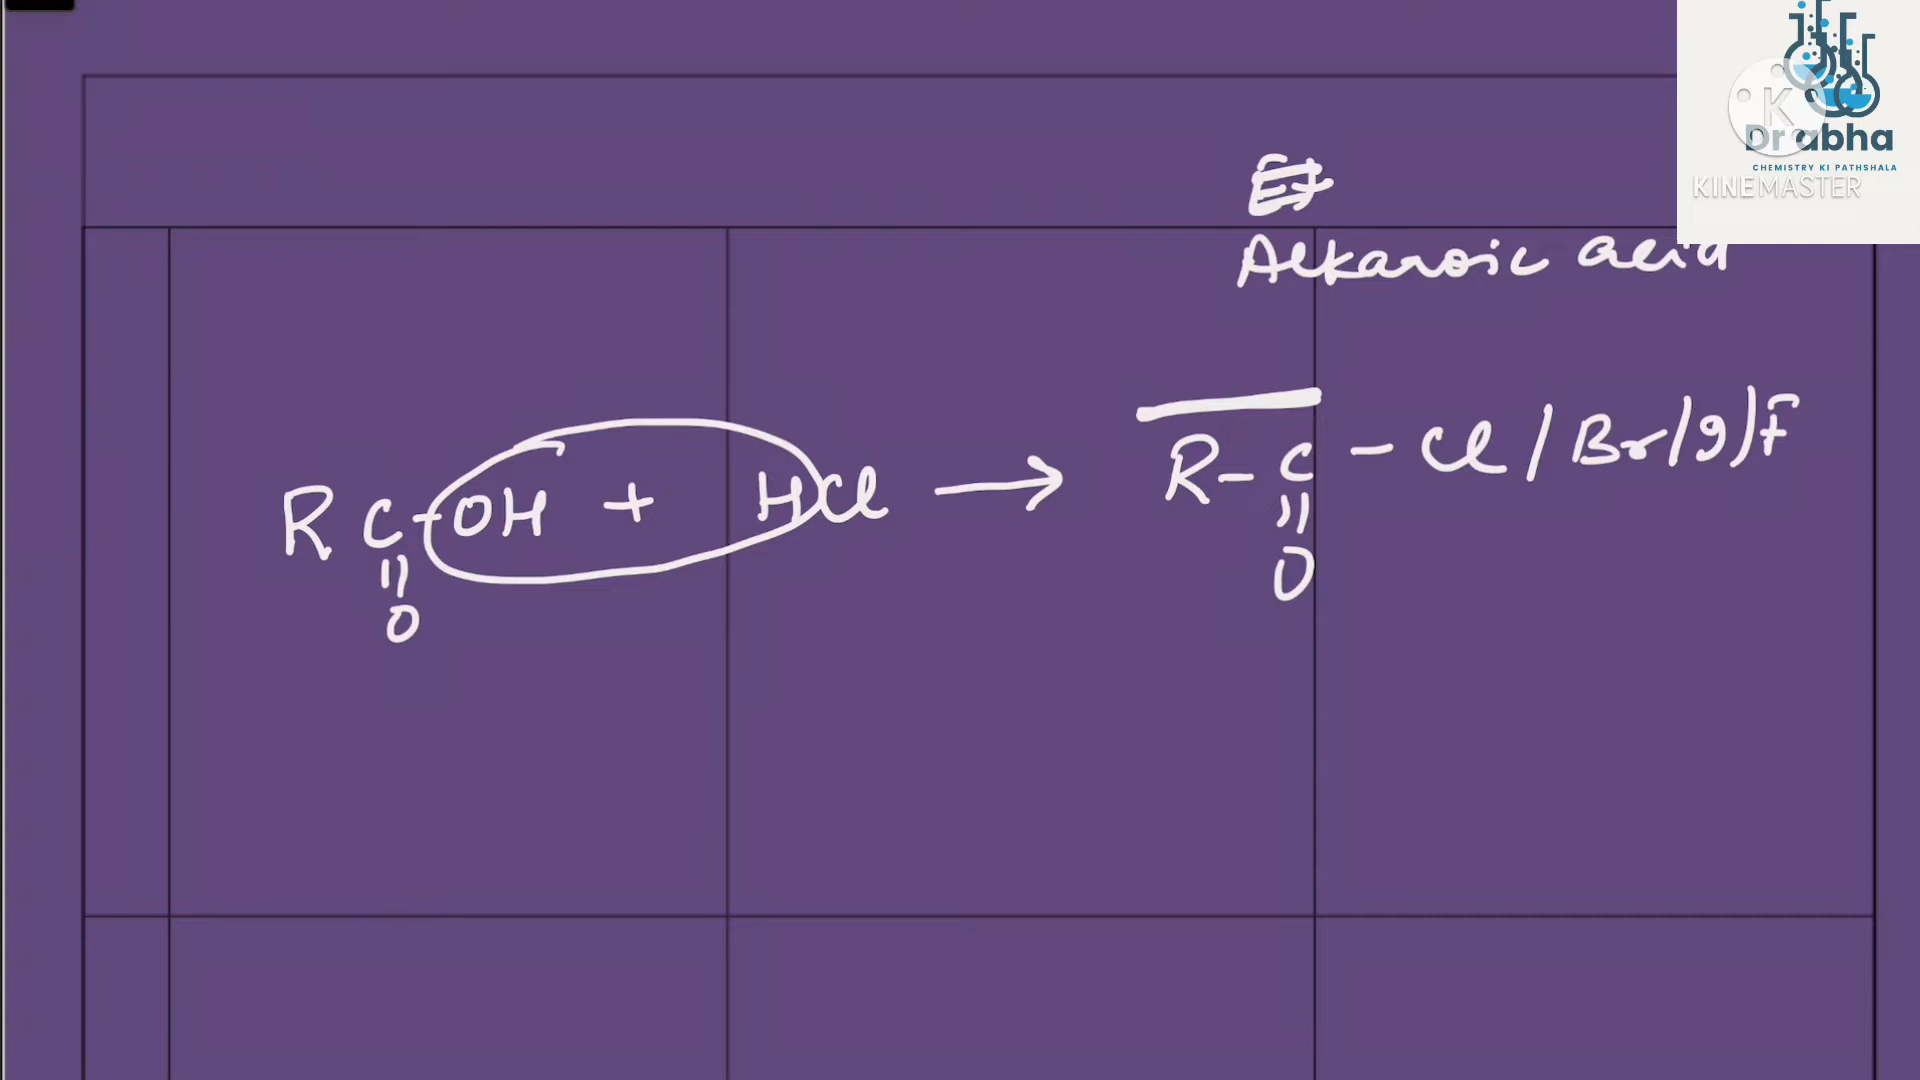 Dr abha
CHEMISTRY KI PATHSHALA
KINEMASTER
Alkanoic acid
R C - OH + HCl → R - C - Cl / Br / I / F
O
O